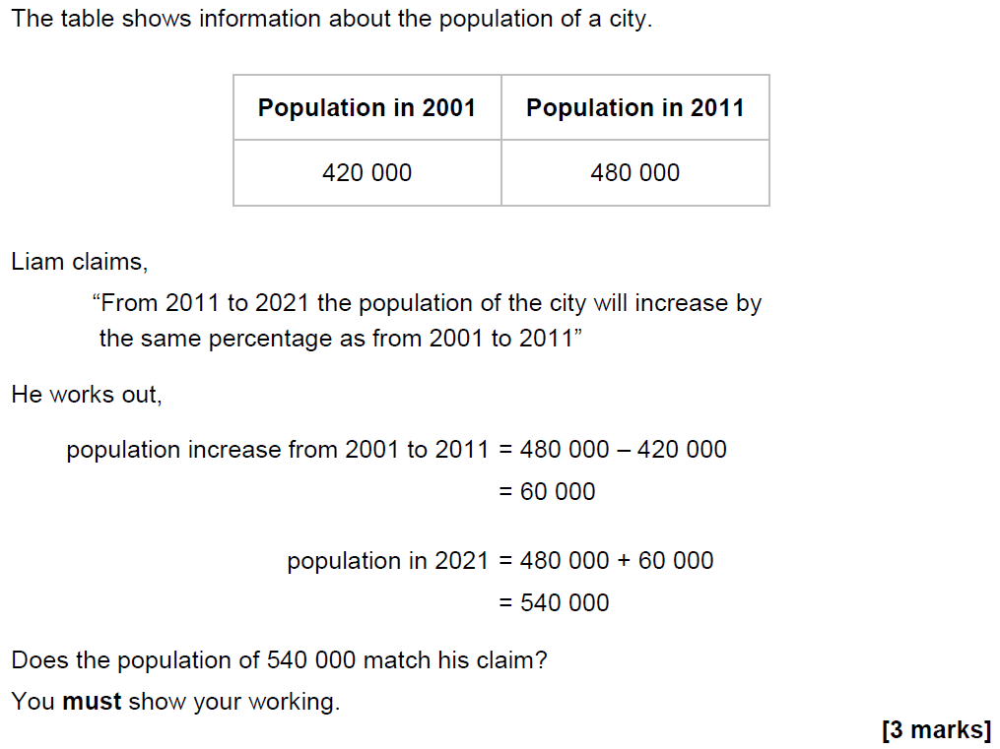 The table shows information about the population of a city.
Population in 2001 Population in 2011
420 000 480 000
Liam claims,
“From 2011 to 2021 the population of the city will increase by
the same percentage as from 2001 to 2011”
He works out,
population increase from 2001 to 2011 = 480 000 – 420 000
= 60 000
population in 2021 = 480 000 + 60 000
= 540 000
Does the population of 540 000 match his claim?
You must show your working.
[3 marks]